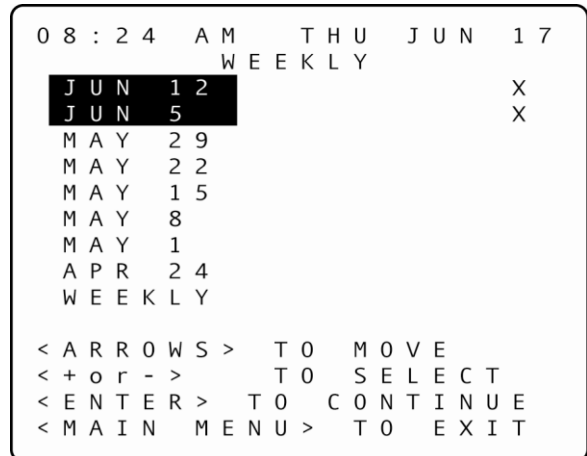 08:24 AM THU JUN 17
WEEKLY
JUN 12 X
JUN 5 X
MAY 29
MAY 22
MAY 15
MAY 8
MAY 1
APR 24
WEEKLY
<ARROWS> TO MOVE
<+or-> TO SELECT
<ENTER> TO CONTINUE
<MAIN MENU> TO EXIT